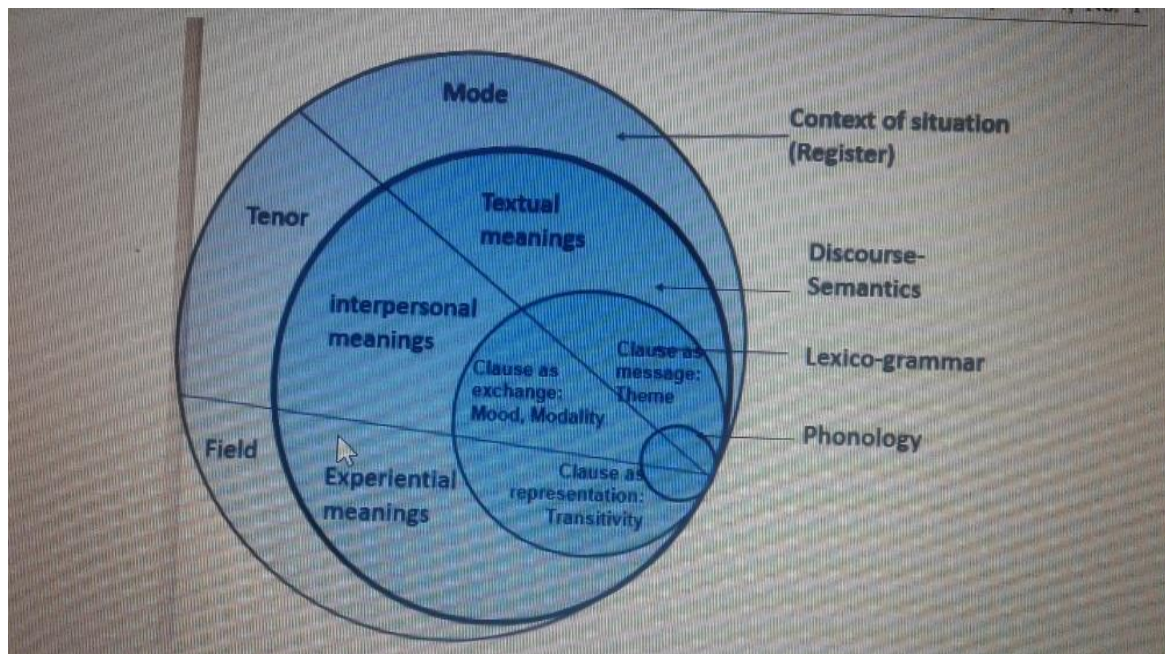 Mode
Context of situation
(Register)
Tenor
Textual
meanings
Discourse-
Semantics
interpersonal
meanings
Clause as
message:
Theme
Lexico-grammar
Clause as
exchange:
Mood, Modality
Phonology
Field
Experiential
meanings
Clause as
representation:
Transitivity